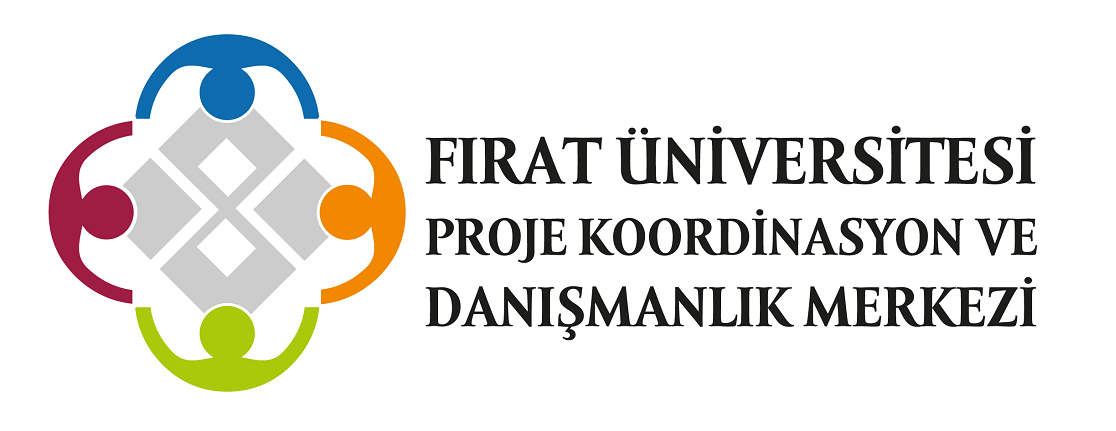 FIRAT ÜNİVERSİTESİ
PROJE KOORDİNASYON VE
DANIŞMANLIK MERKEZİ